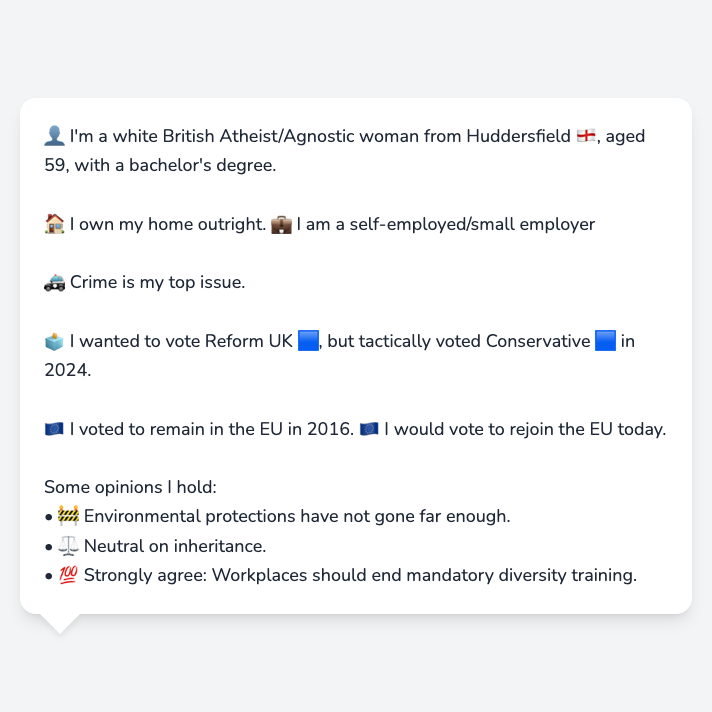 👤 I'm a white British Atheist/Agnostic woman from Huddersfield 🏴󠁧󠁢󠁥󠁮󠁧󠁿, aged
59, with a bachelor's degree.
🏠 I own my home outright. 💼 I am a self-employed/small employer
🚓 Crime is my top issue.
🗳️ I wanted to vote Reform UK 🟦, but tactically voted Conservative 🟦 in
2024.
🇪🇺 I voted to remain in the EU in 2016. 🇪🇺 I would vote to rejoin the EU today.
Some opinions I hold:
• 🚧 Environmental protections have not gone far enough.
• ⚖️ Neutral on inheritance.
• 💯 Strongly agree: Workplaces should end mandatory diversity training.